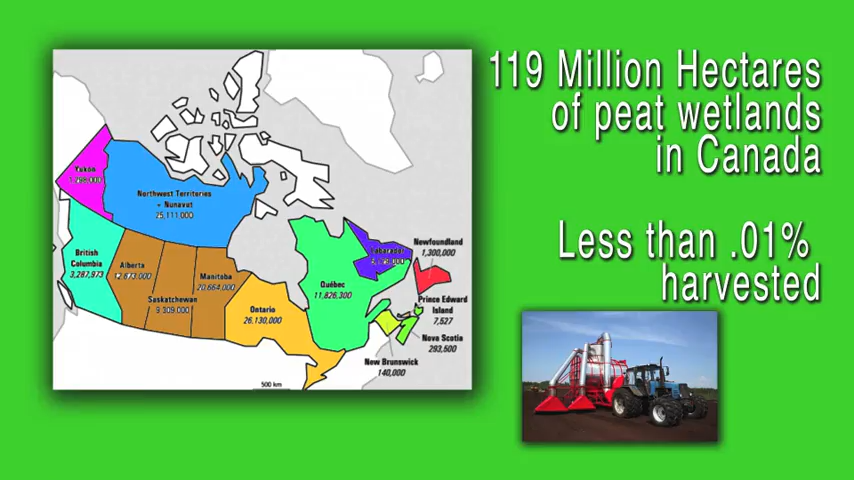 119 Million Hectares
of peat wetlands
in Canada
Less than .01%
harvested
Yukon
Northwest Territories
+ Nunavut
25,111,000
British
Columbia
3,287,973
Alberta
Manitoba
20,664,000
Saskatchewan
9,309,000
Ontario
26,130,000
Québec
11,826,300
Labrador
Newfoundland
1,300,000
Prince Edward
Island
7,527
Nova Scotia
293,500
New Brunswick
140,000
500 km